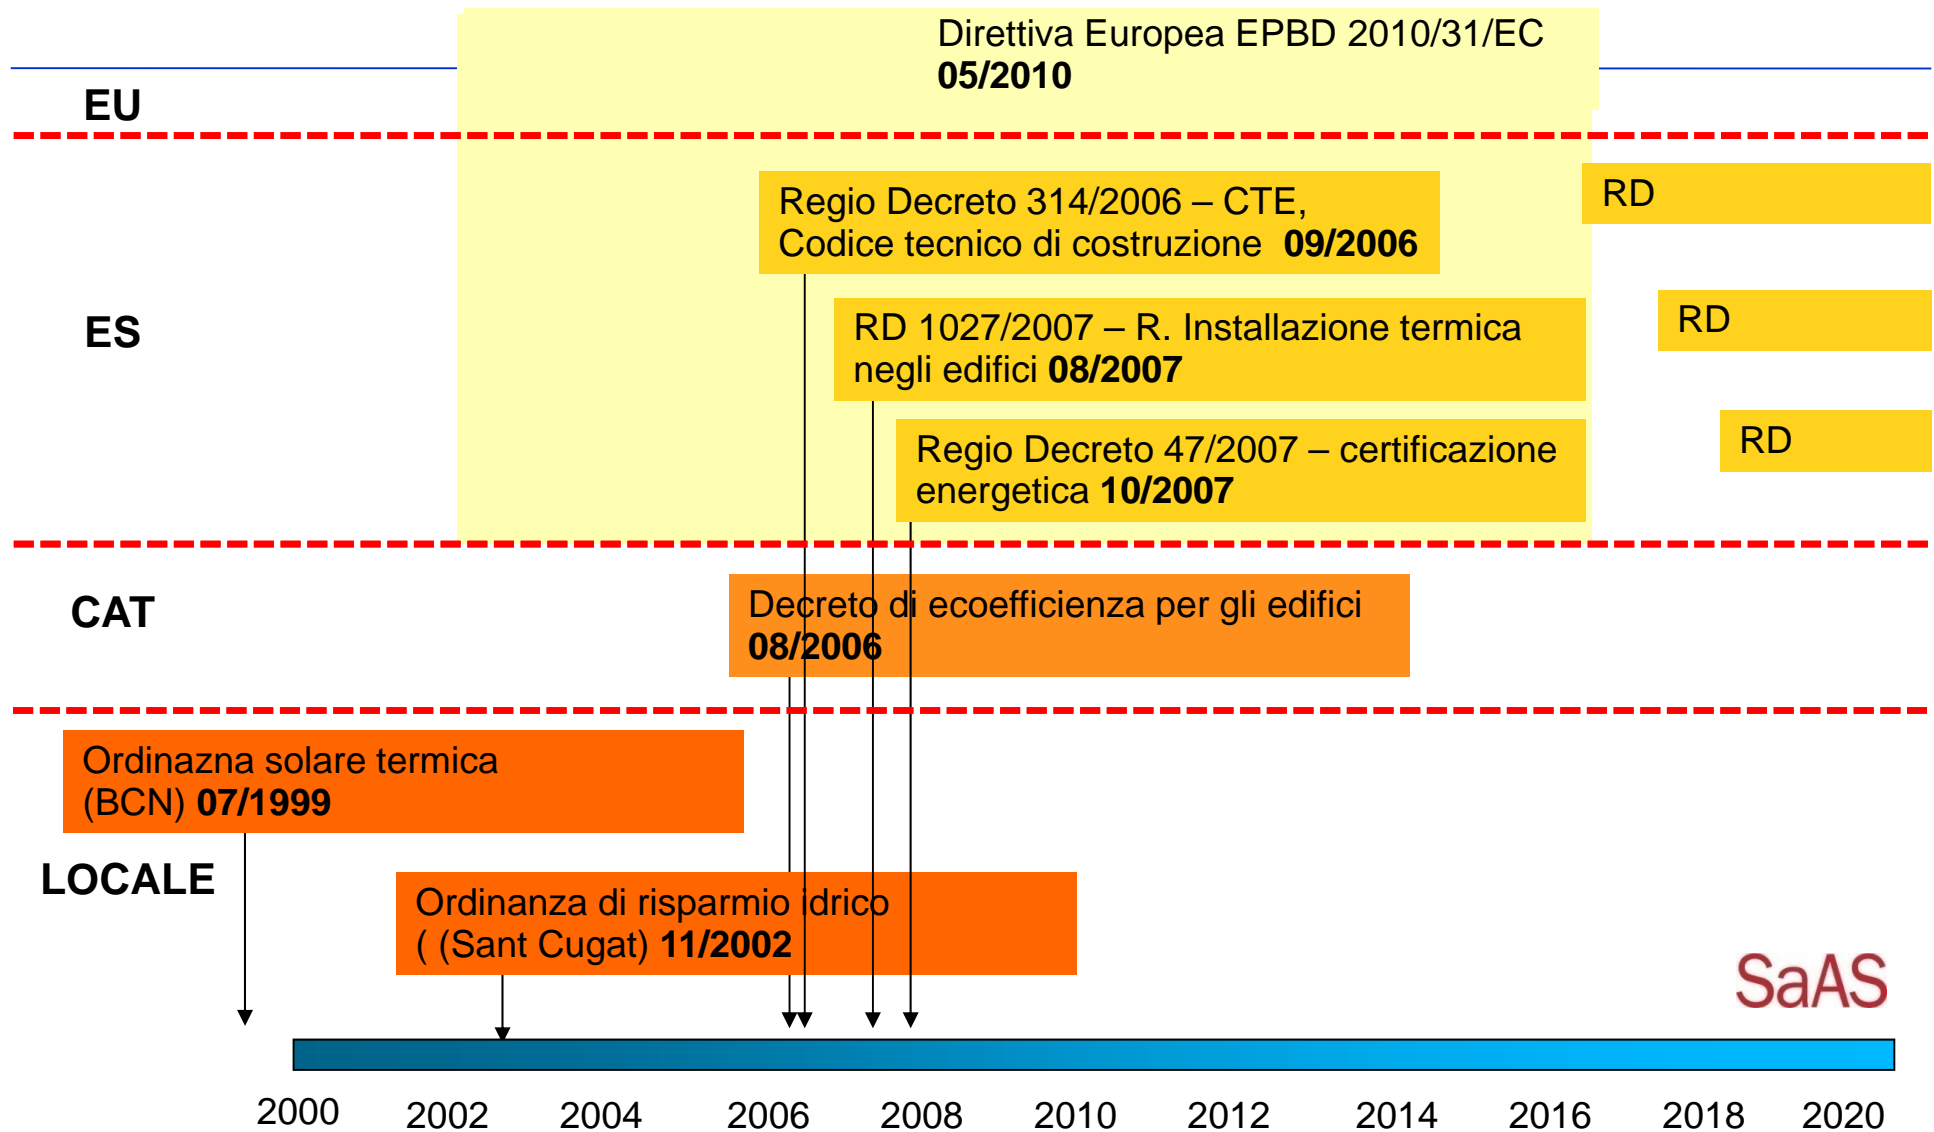 Direttiva Europea EPBD 2010/31/EC
05/2010
EU
Regio Decreto 314/2006 – CTE,
Codice tecnico di costruzione 09/2006
RD
ES
RD 1027/2007 – R. Installazione termica
negli edifici 08/2007
RD
Regio Decreto 47/2007 – certificazione
energetica 10/2007
RD
CAT
Decreto di ecoefficienza per gli edifici
08/2006
Ordinazna solare termica
(BCN) 07/1999
LOCALE
Ordinanza di risparmio idrico
( (Sant Cugat) 11/2002
SaAS
2000 2002 2004 2006 2008 2010 2012 2014 2016 2018 2020